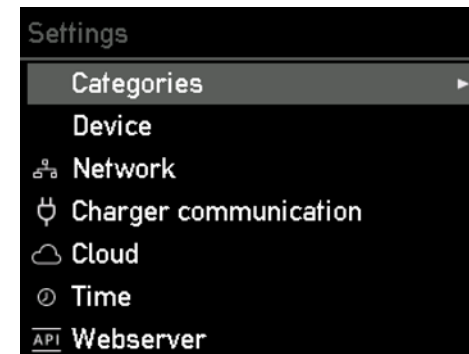 Settings
Categories
Device
Network
Charger communication
Cloud
Time
API Webserver